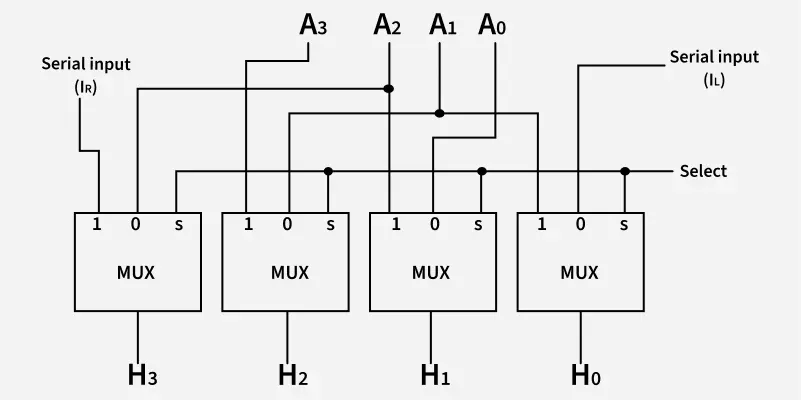 A3 A2 A1 A0
Serial input
(IR)
Serial input
(IL)
Select
1 0 s
1 0 s
1 0 s
1 0 s
MUX
MUX
MUX
MUX
H3
H2
H1
H0